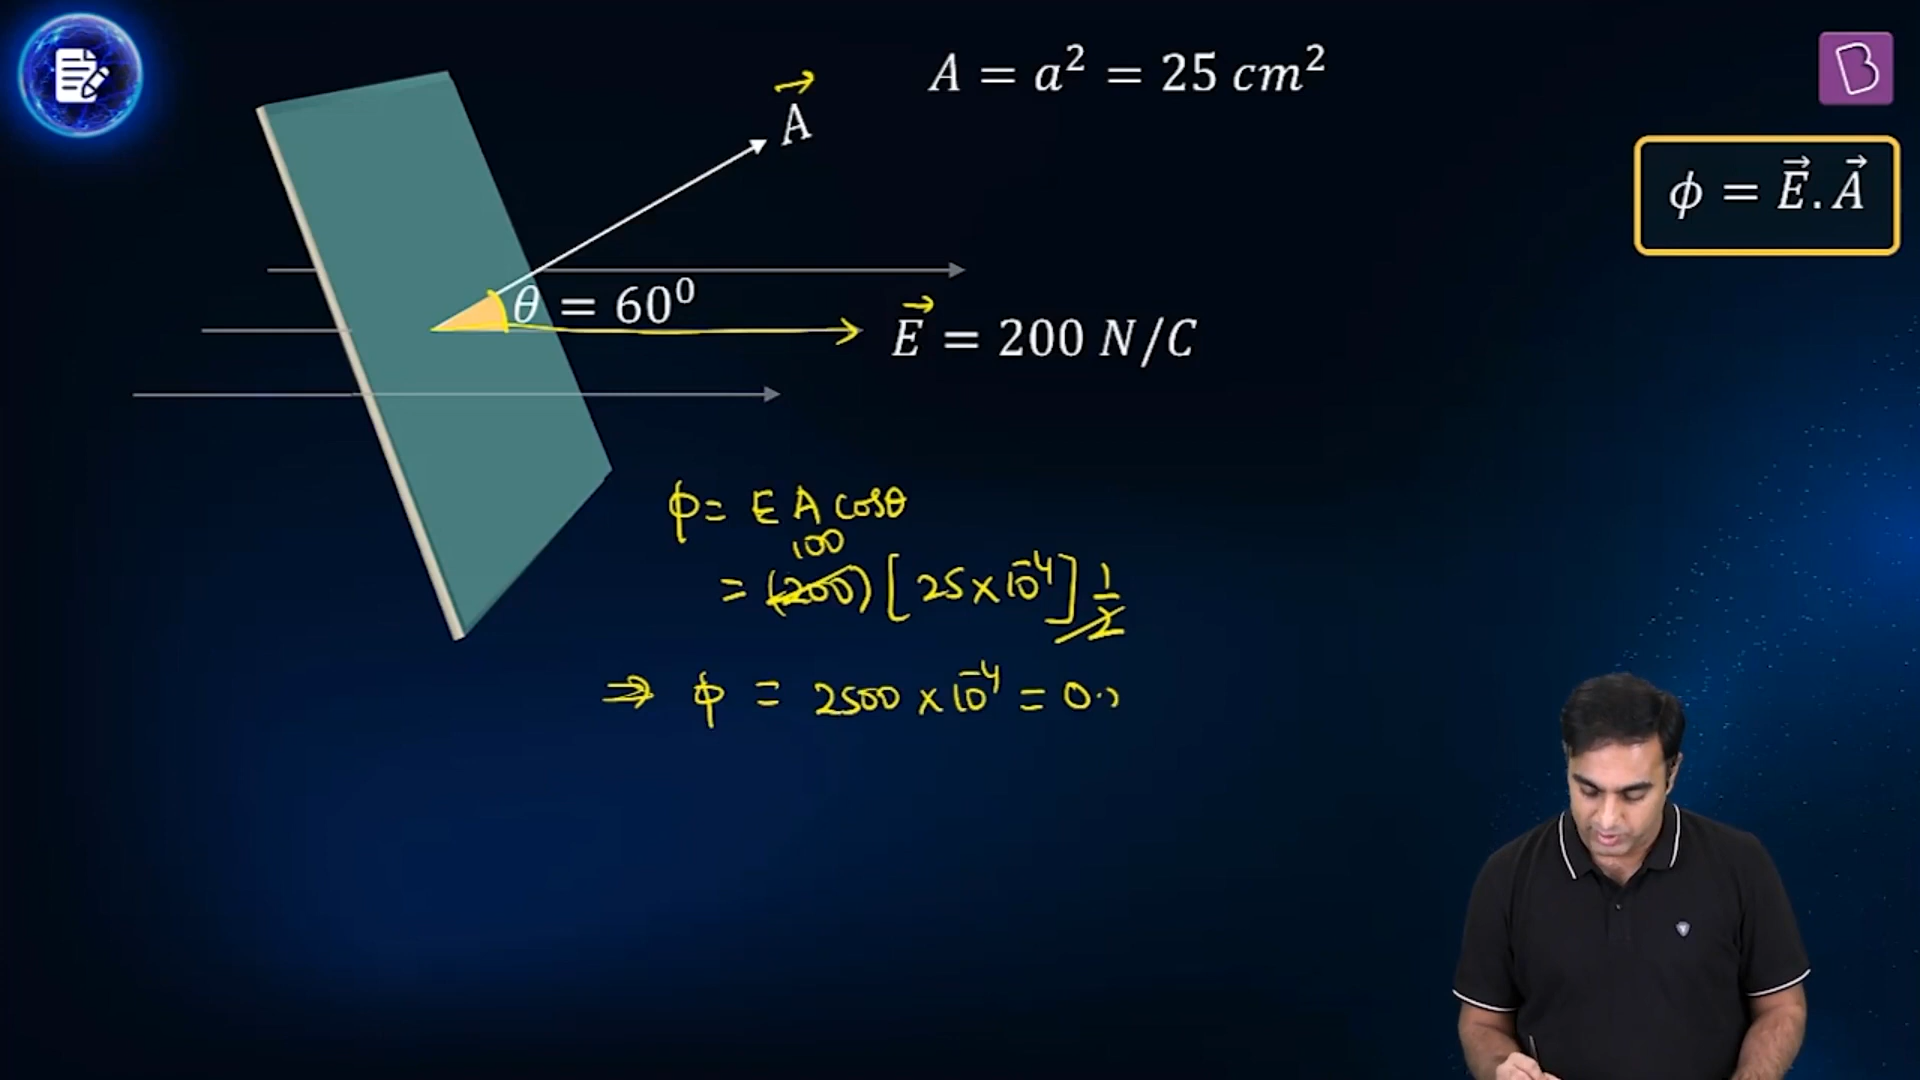 A = a² = 25 cm²
B
A⃗
ϕ = E⃗ . A⃗
θ = 60⁰
E⃗ = 200 N/C
ϕ = E A cosθ
100
= (200) [25 × 10⁻⁴] 1/2
⇒ ϕ = 2500 × 10⁻⁴ = 0.